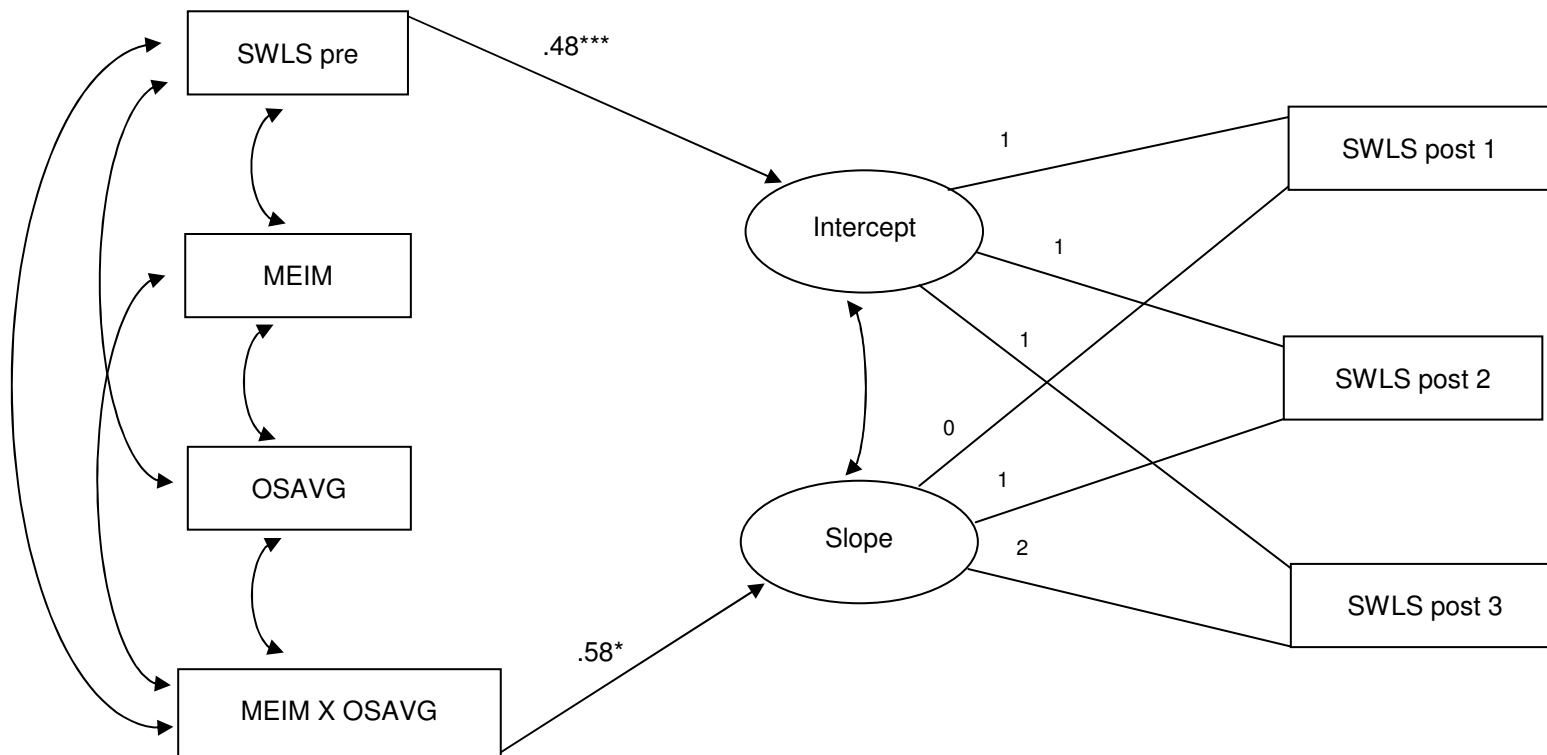 SWLS pre
.48***
SWLS post 1
1
Intercept
1
MEIM
1
SWLS post 2
0
OSAVG
1
Slope
2
SWLS post 3
.58*
MEIM X OSAVG